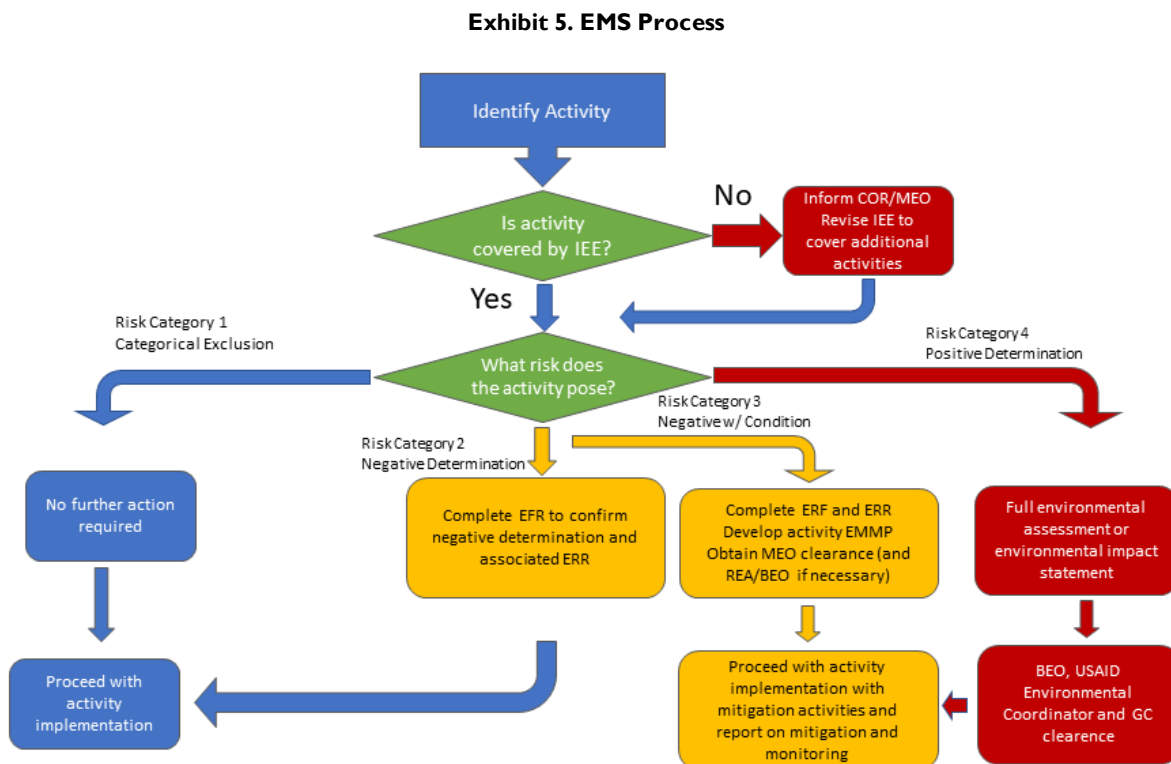 Exhibit 5. EMS Process
Identify Activity
Is activity
covered by IEE?
No
Inform COR/MEO
Revise IEE to
cover additional
activities
Yes
Risk Category 1
Categorical Exclusion
What risk does
the activity pose?
Risk Category 4
Positive Determination
Risk Category 3
Negative w/ Condition
Risk Category 2
Negative Determination
No further action
required
Complete EFR to confirm
negative determination and
associated ERR
Complete ERF and ERR
Develop activity EMMP
Obtain MEO clearance (and
REA/BEO if necessary)
Full environmental
assessment or
environmental impact
statement
Proceed with
activity
implementation
Proceed with activity
implementation with
mitigation activities and
report on mitigation and
monitoring
BEO, USAID
Environmental
Coordinator and GC
clearence